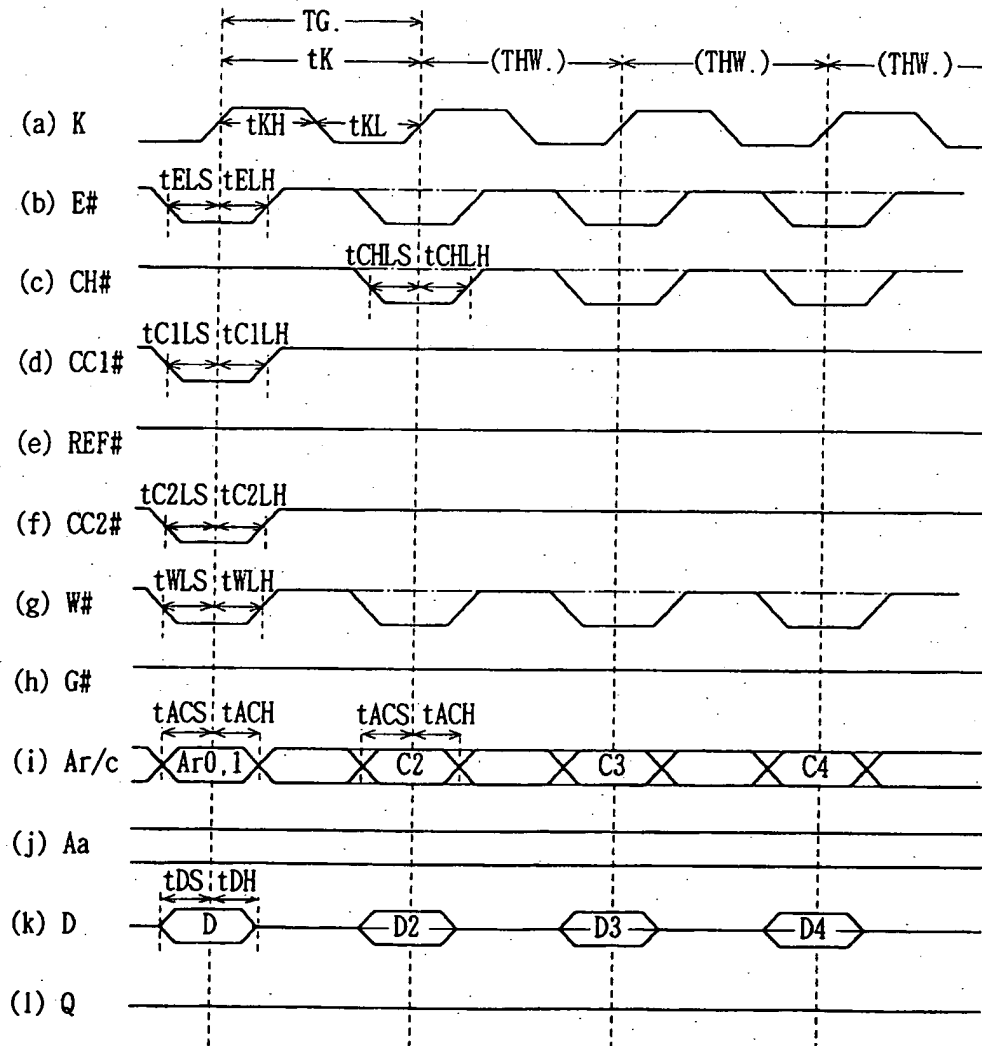 TG.
tK (THW.) (THW.) (THW.)
(a) K tKH tKL
(b) E# tELS tELH
(c) CH# tCHLS tCHLH
(d) CC1# tC1LS tC1LH
(e) REF#
(f) CC2# tC2LS tC2LH
(g) W# tWLS tWLH
(h) G#
tACS tACH tACS tACH
(i) Ar/c Ar0,1 C2 C3 C4
(j) Aa
tDS tDH
(k) D D D2 D3 D4
(l) Q